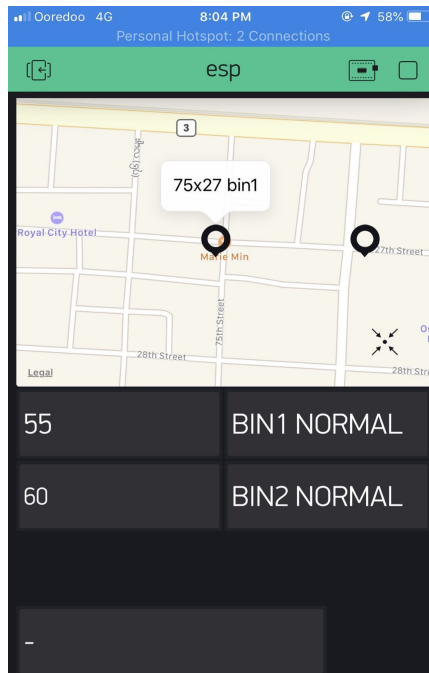 Ooredoo 4G 8:04 PM 58%
Personal Hotspot: 2 Connections
esp
3
75x27 bin1
Royal City Hotel
Marie Min
27th Street
75th Street
28th Street
28th Str
Legal
55 BIN1 NORMAL
60 BIN2 NORMAL
-